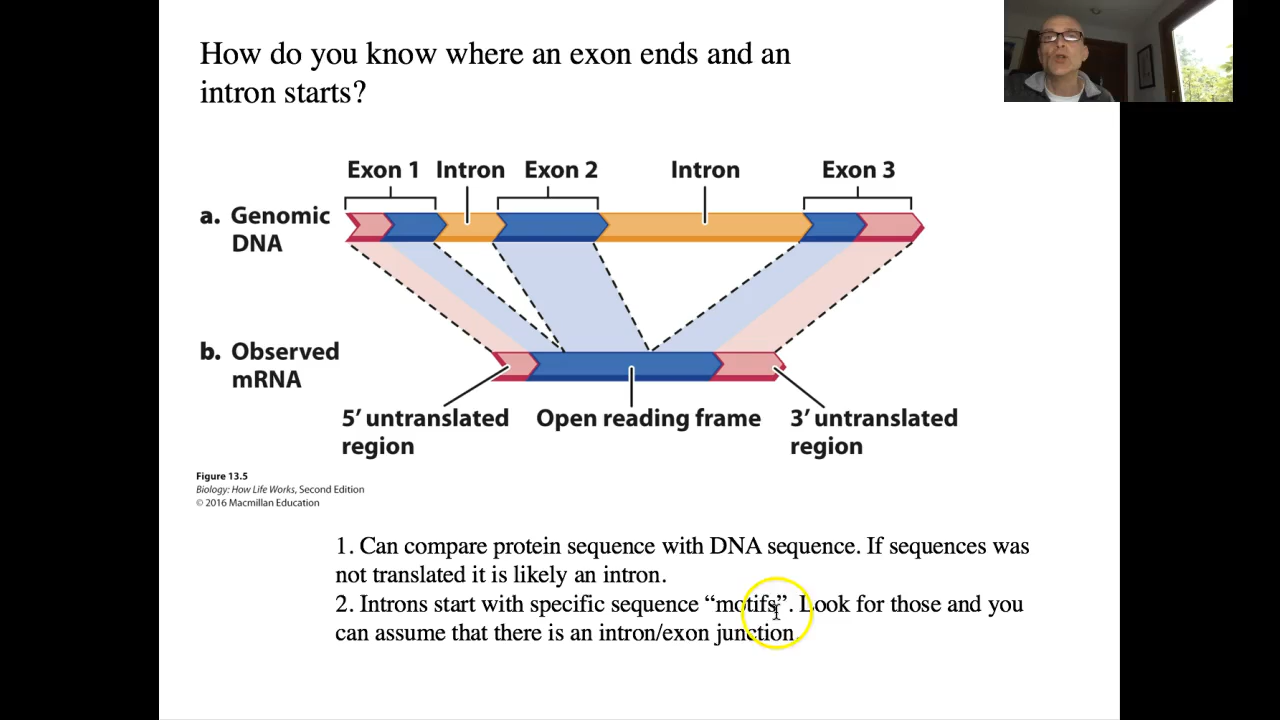 How do you know where an exon ends and an
intron starts?
Exon 1 Intron Exon 2 Intron Exon 3
a. Genomic
DNA
b. Observed
mRNA
5’ untranslated
region
Open reading frame
3’ untranslated
region
Figure 13.5
Biology: How Life Works, Second Edition
© 2016 Macmillan Education
1. Can compare protein sequence with DNA sequence. If sequences was
not translated it is likely an intron.
2. Introns start with specific sequence “motifs”. Look for those and you
can assume that there is an intron/exon junction.